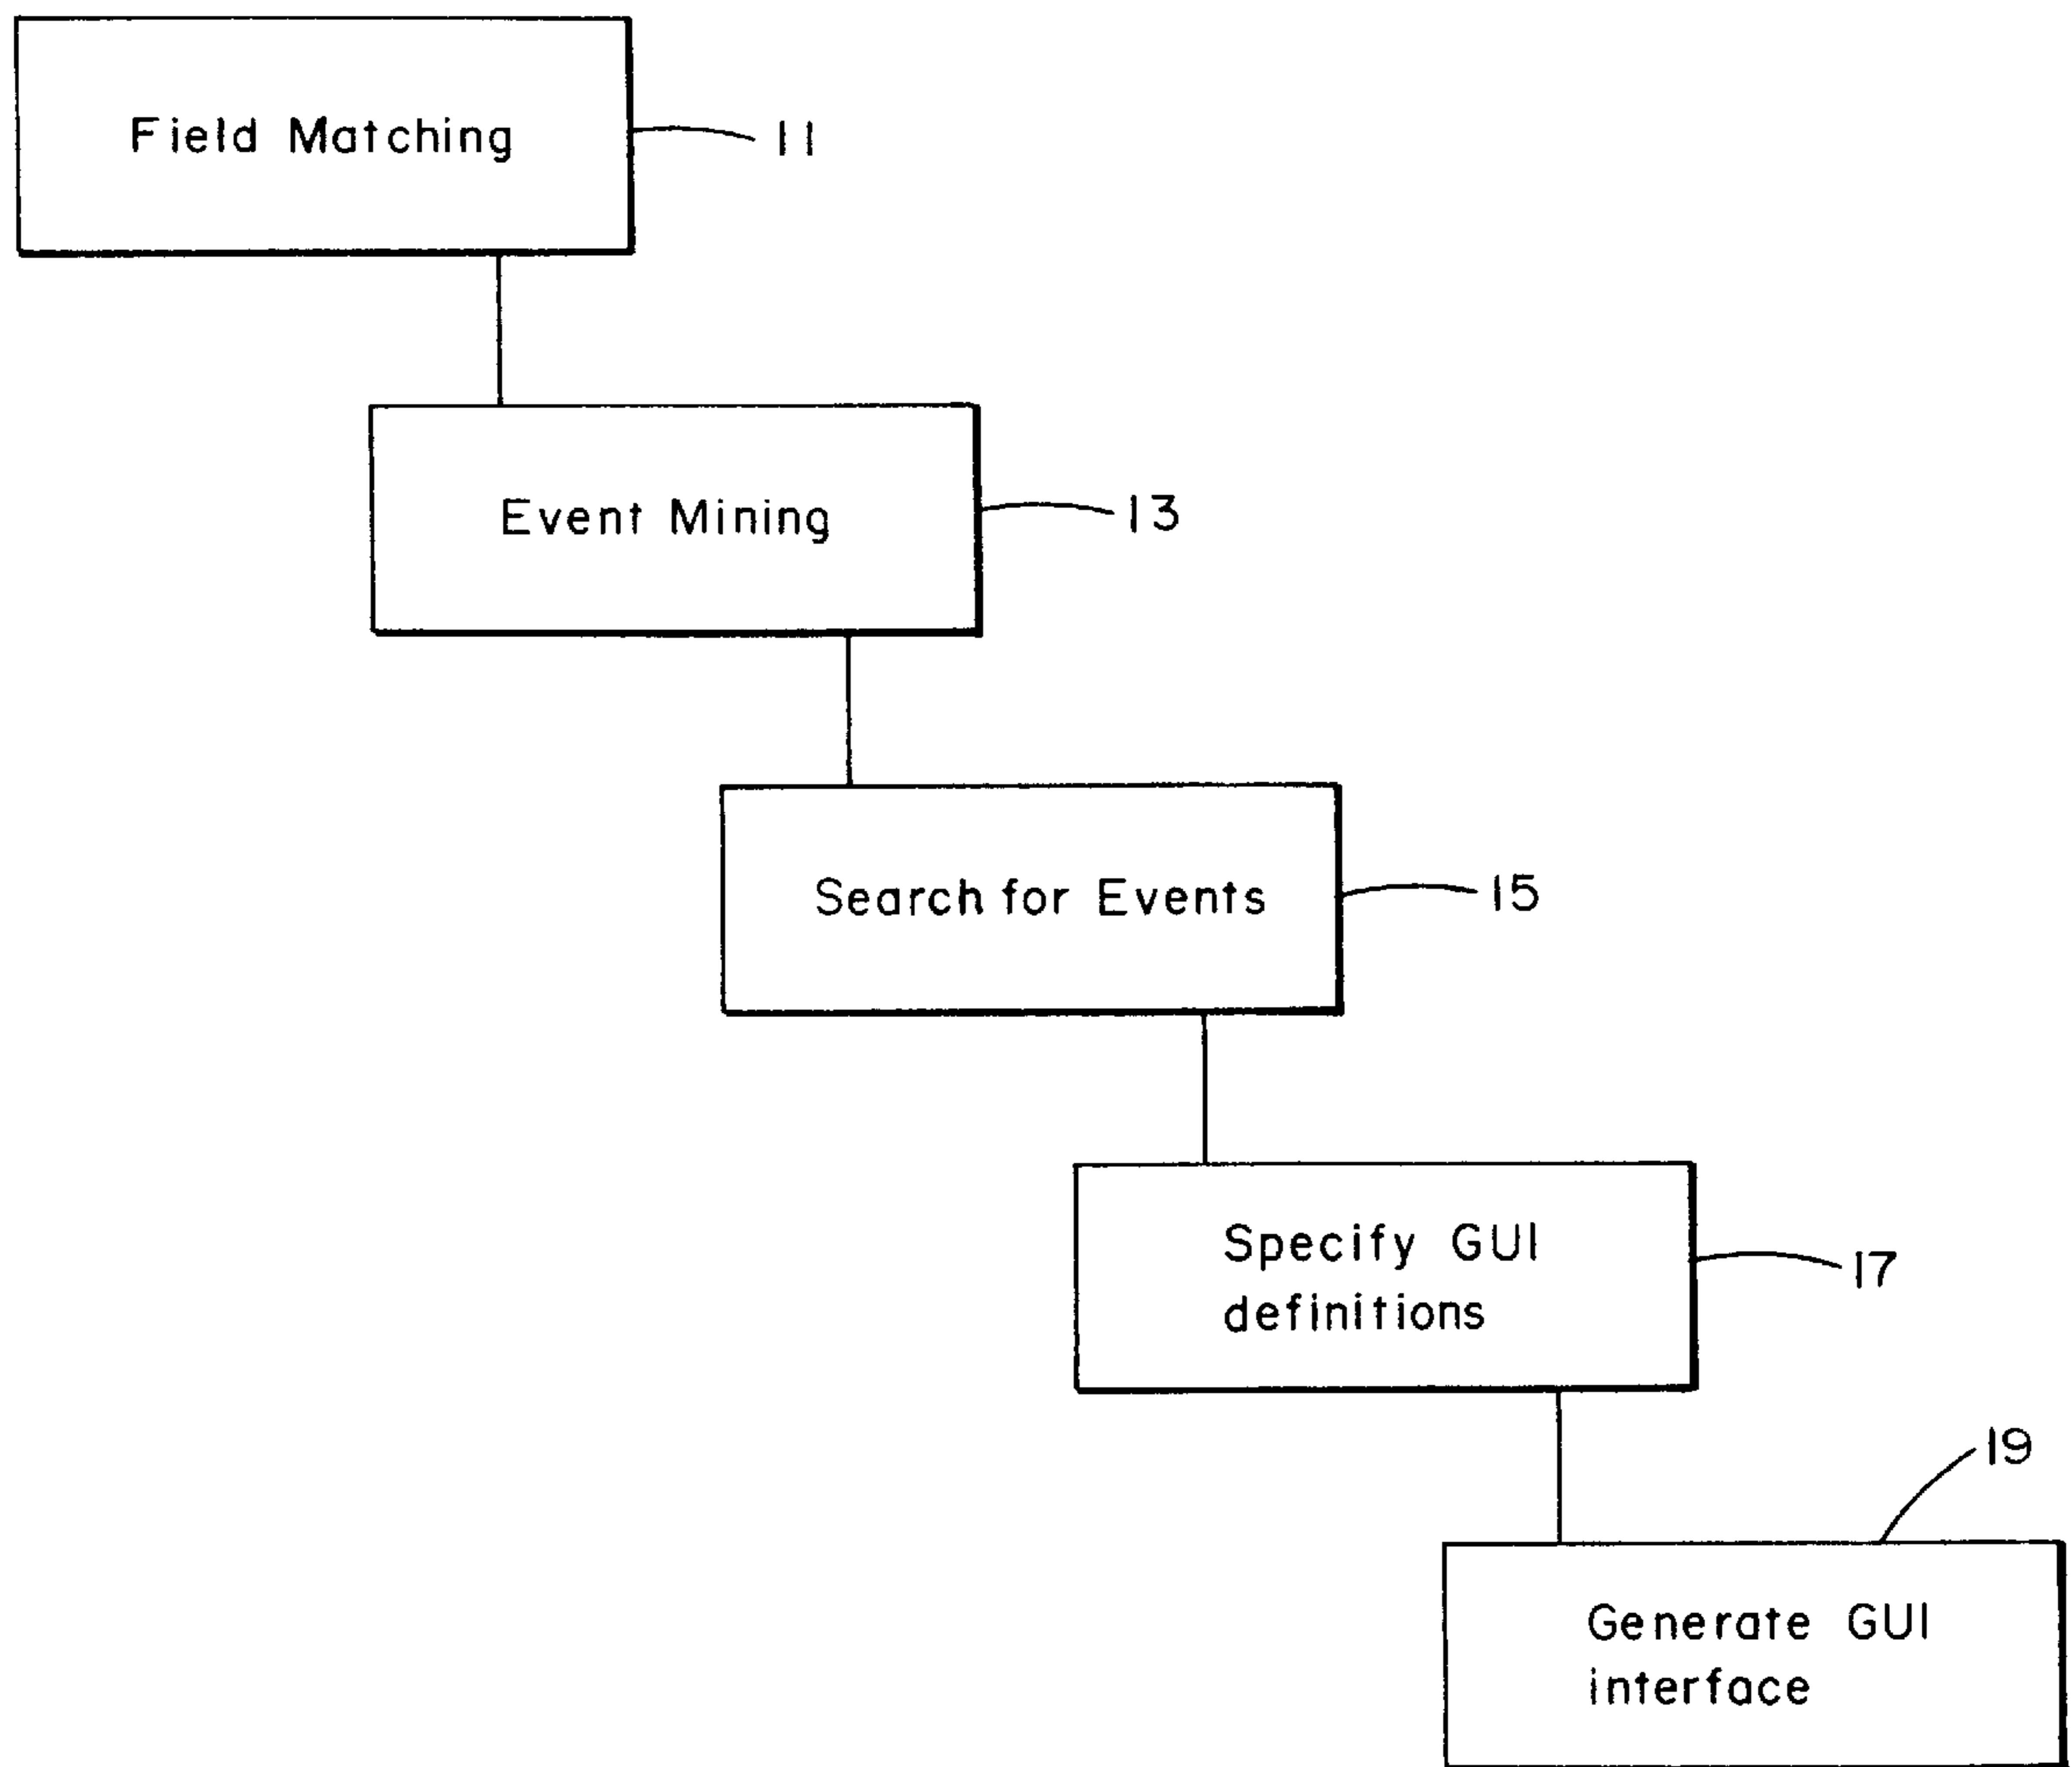 Field Matching
11
Event Mining
13
Search for Events
15
Specify GUI
definitions
17
19
Generate GUI
interface